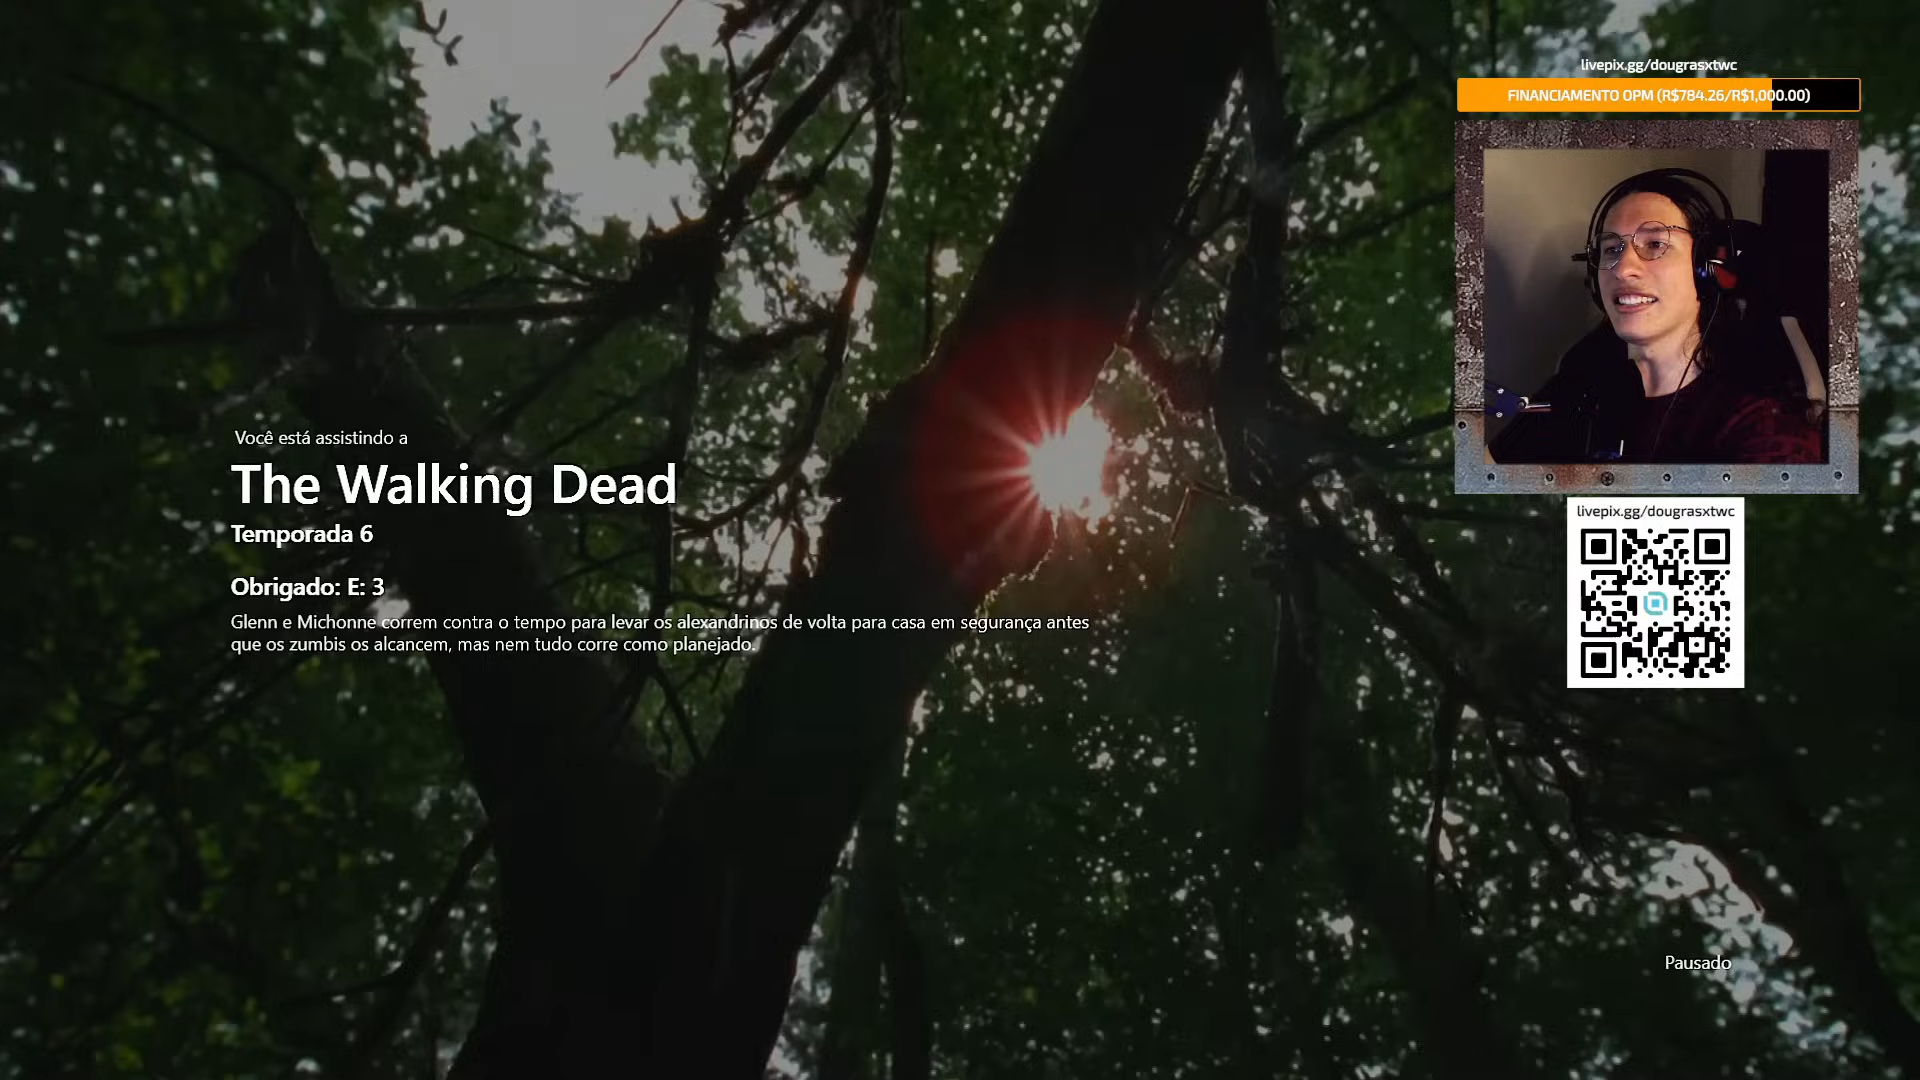 livepix.gg/dougrasxtwc
FINANCIAMENTO OPM (R$784.26/R$1,000.00)
Você está assistindo a
The Walking Dead
Temporada 6
Obrigado: E: 3
Glenn e Michonne correm contra o tempo para levar os alexandrinos de volta para casa em segurança antes
que os zumbis os alcancem, mas nem tudo corre como planejado.
livepix.gg/dougrasxtwc
Pausado